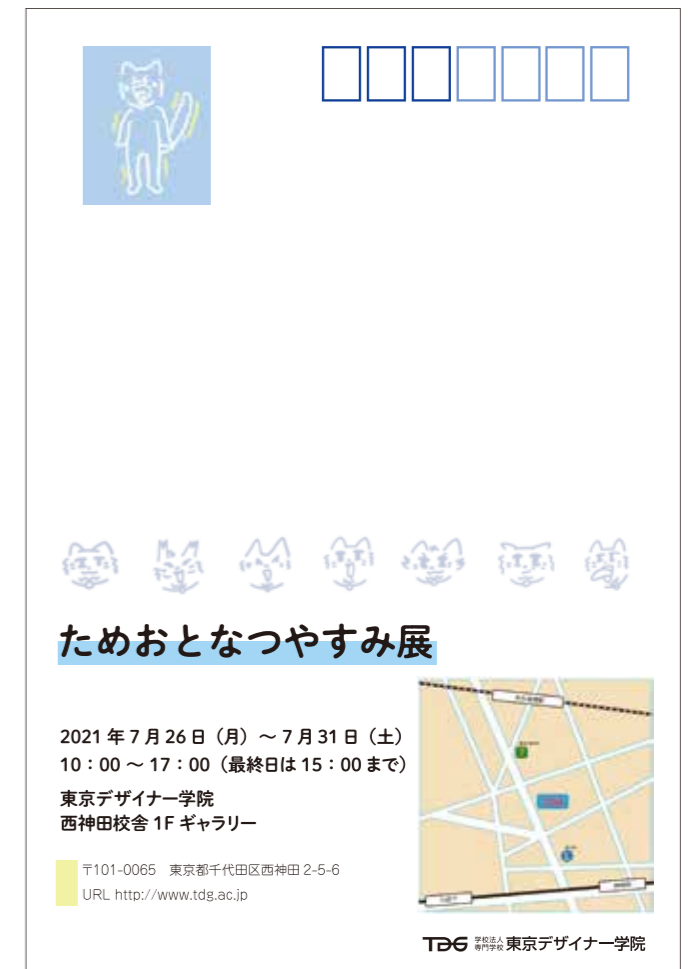 ためおとなつやすみ展
2021年7月26日（月）～7月31日（土）
10：00～17：00（最終日は15：00まで）
東京デザイナー学院
西神田校舎 1F ギャラリー
〒101-0065　東京都千代田区西神田 2-5-6
URL http://www.tdg.ac.jp
TDG 学校法人 専門学校 東京デザイナー学院